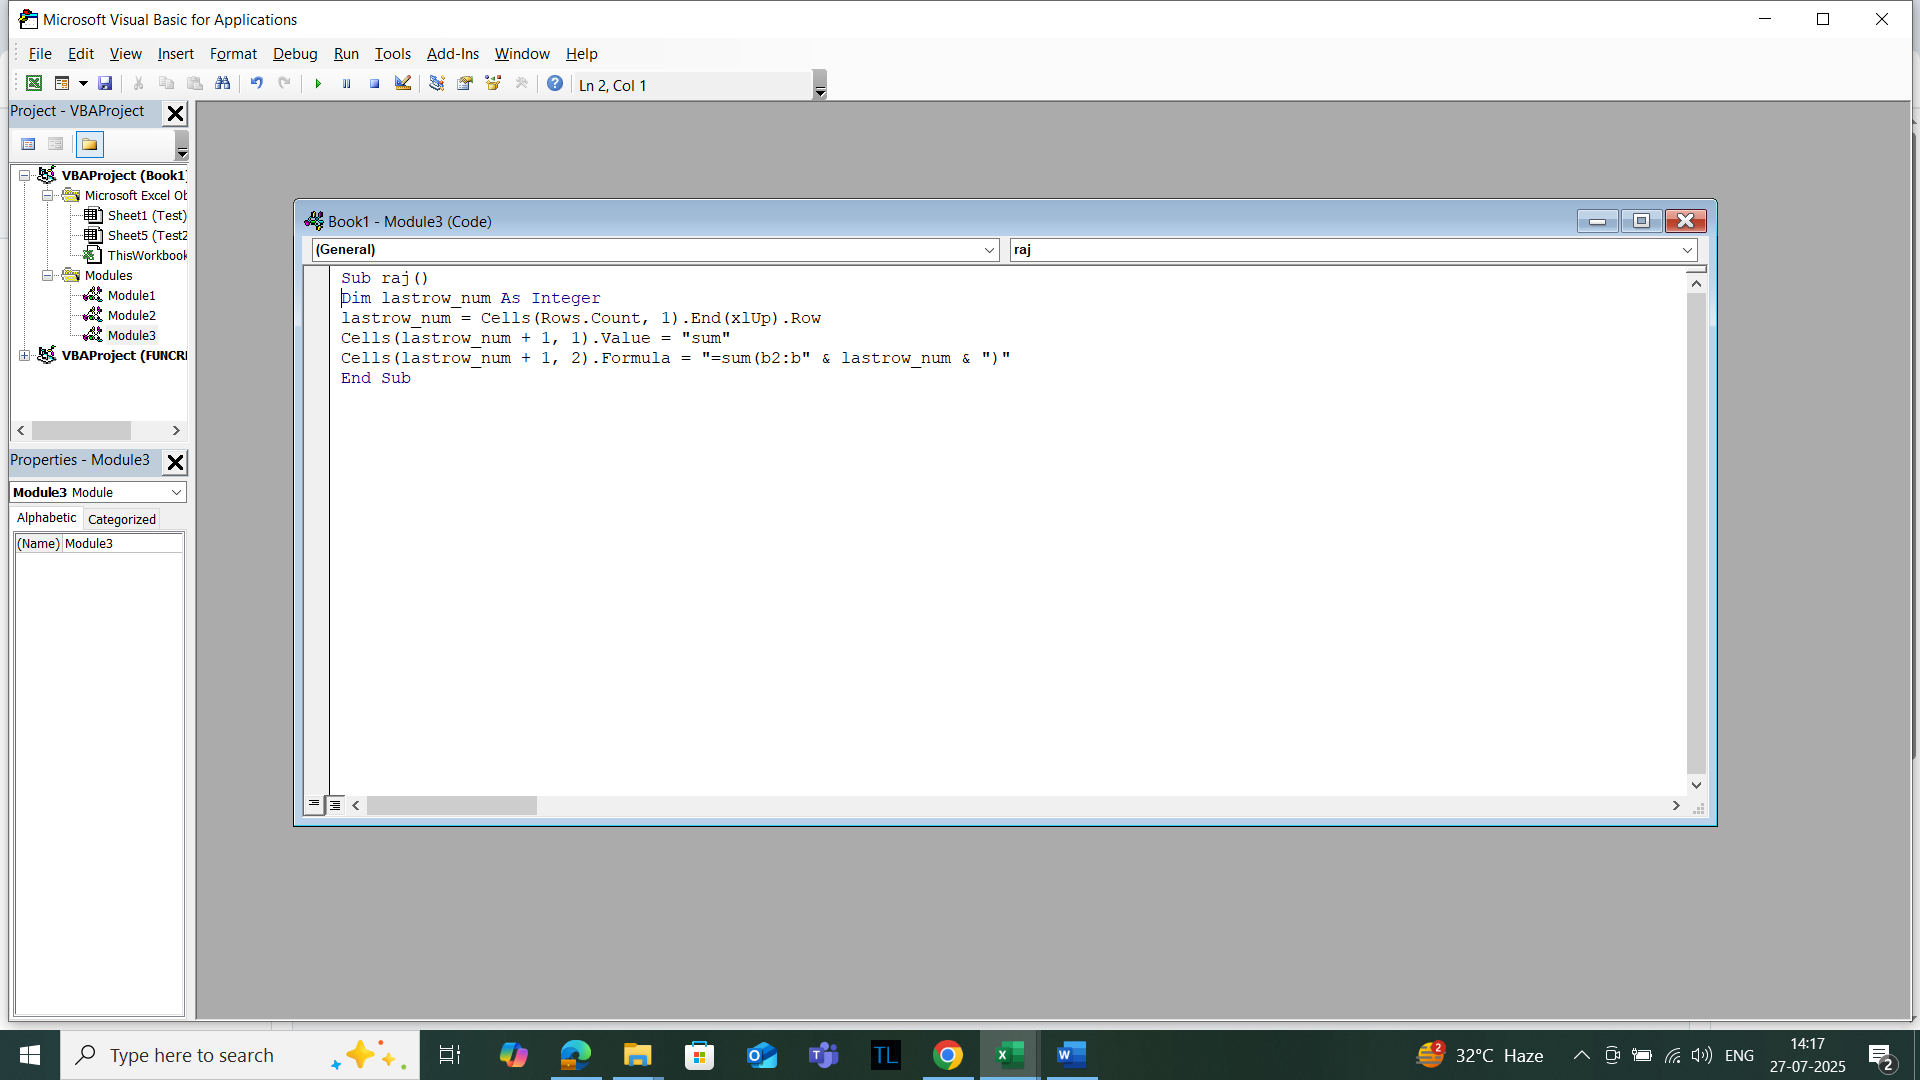 Microsoft Visual Basic for Applications
File Edit View Insert Format Debug Run Tools Add-Ins Window Help
Ln 2, Col 1
Project - VBAProject
VBAProject (Book1)
Microsoft Excel Ob
Sheet1 (Test)
Sheet5 (Test2
ThisWorkbook
Modules
Module1
Module2
Module3
VBAProject (FUNCRE
Properties - Module3
Module3 Module
Alphabetic Categorized
(Name) Module3
Book1 - Module3 (Code)
(General) raj
Sub raj()
Dim lastrow_num As Integer
lastrow_num = Cells(Rows.Count, 1).End(xlUp).Row
Cells(lastrow_num + 1, 1).Value = "sum"
Cells(lastrow_num + 1, 2).Formula = "=sum(b2:b" & lastrow_num & ")"
End Sub
Type here to search
TL
32°C Haze
ENG
14:17
27-07-2025
2
2